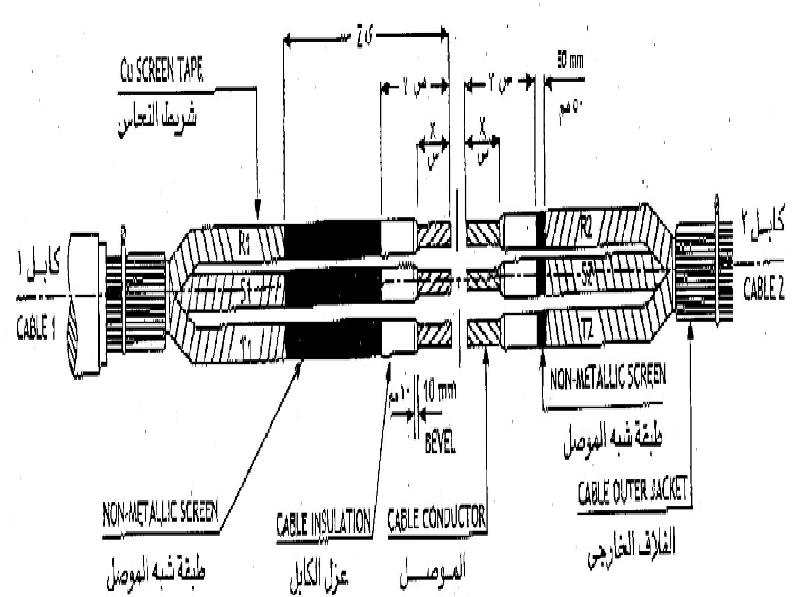 Z س
Cu SCREEN TAPE
شريط النحاس
Y س
Y س
50 mm
٥٠ مم
X
س
X
س
كابل ١
CABLE 1
R1
S1
T1
R2
S2
T2
كابل ٢
CABLE 2
١٠ مم
10 mm
BEVEL
NON-METALLIC SCREEN
طبقة شبه الموصل
CABLE OUTER JACKET
الغلاف الخارجي
NON-METALLIC SCREEN
طبقة شبه الموصل
CABLE INSULATION
عزل الكابل
CABLE CONDUCTOR
الموصل